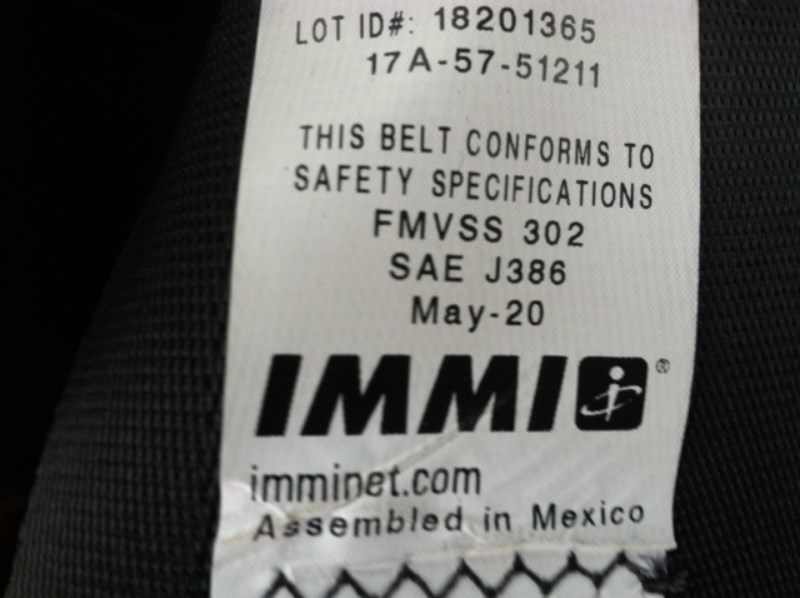 LOT ID#: 18201365
17A-57-51211
THIS BELT CONFORMS TO
SAFETY SPECIFICATIONS
FMVSS 302
SAE J386
May-20
IMMI ®
imminet.com
Assembled in Mexico